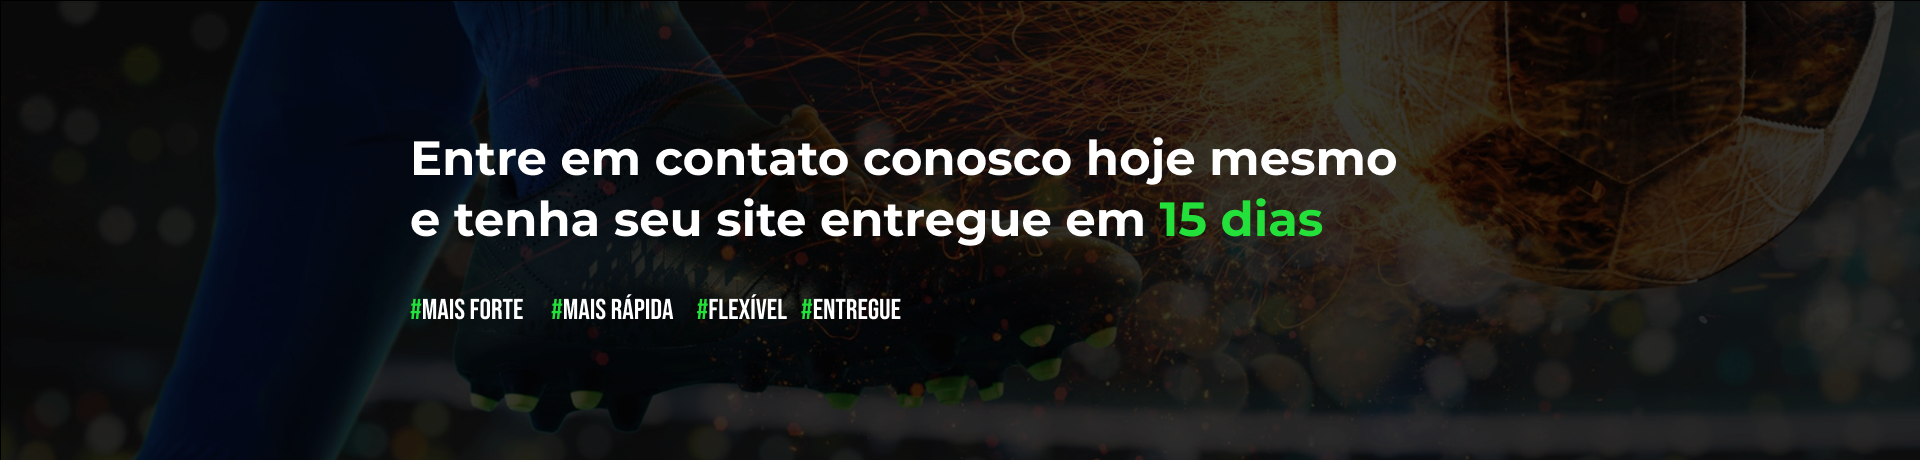 Entre em contato conosco hoje mesmo
e tenha seu site entregue em 15 dias
#MAIS FORTE #MAIS RÁPIDA #FLEXÍVEL #ENTREGUE